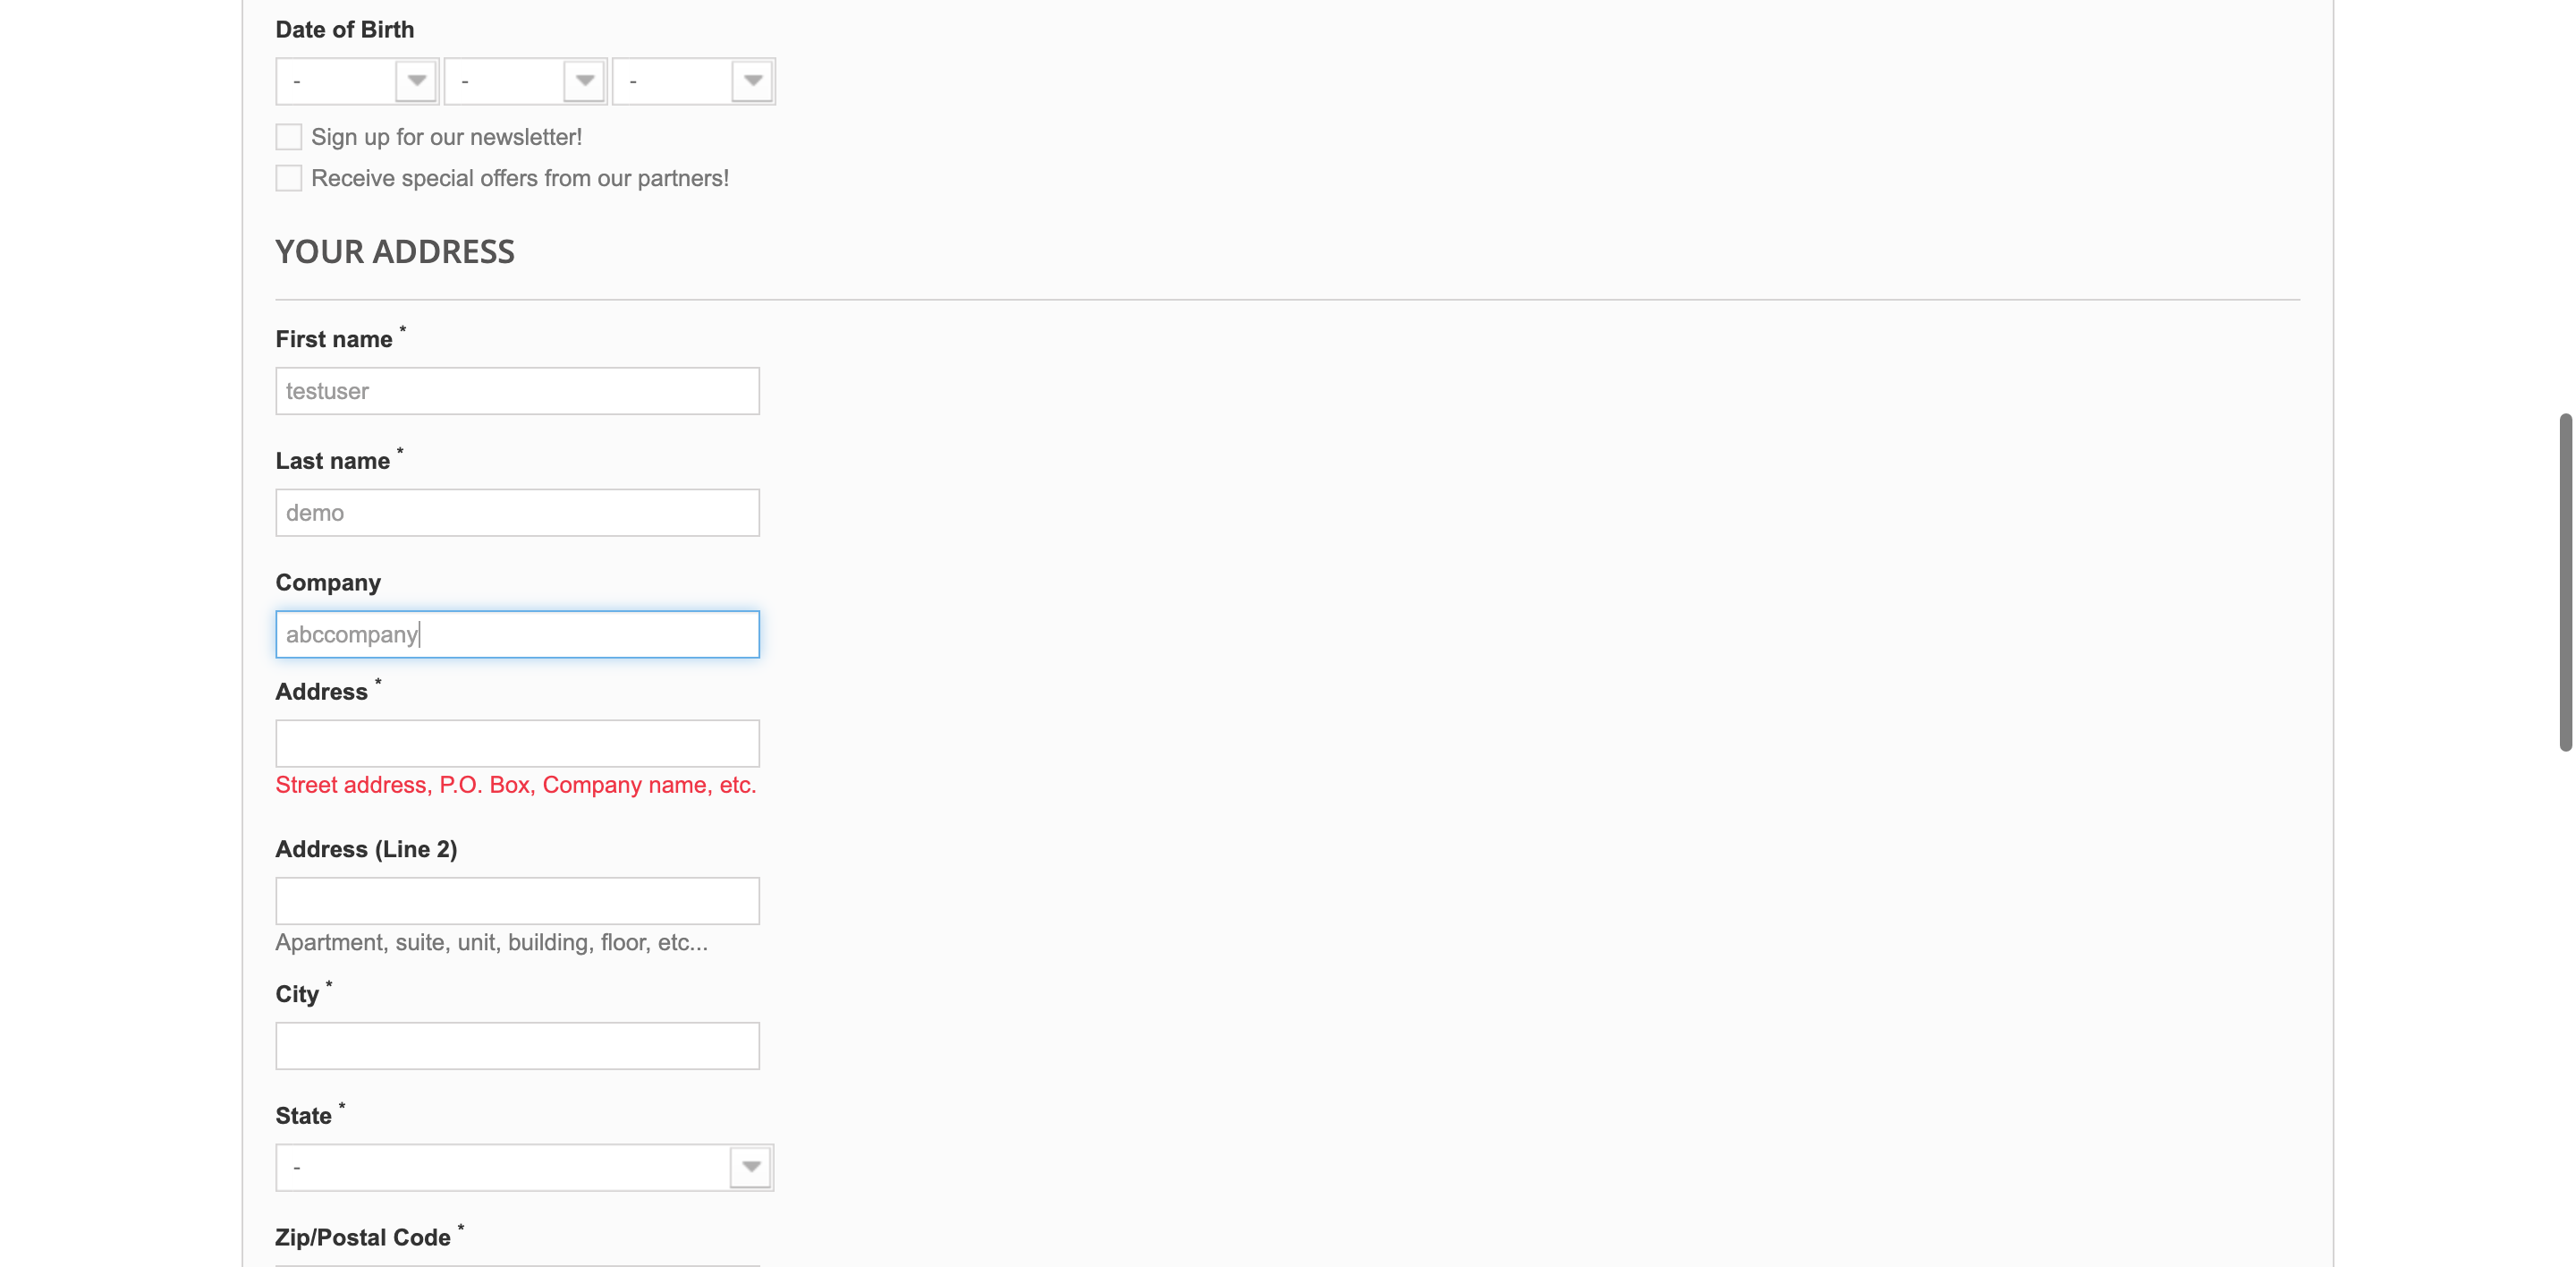 Date of Birth
- - -
Sign up for our newsletter!
Receive special offers from our partners!
YOUR ADDRESS
First name *
testuser
Last name *
demo
Company
abccompany
Address *
Street address, P.O. Box, Company name, etc.
Address (Line 2)
Apartment, suite, unit, building, floor, etc...
City *
State *
-
Zip/Postal Code *